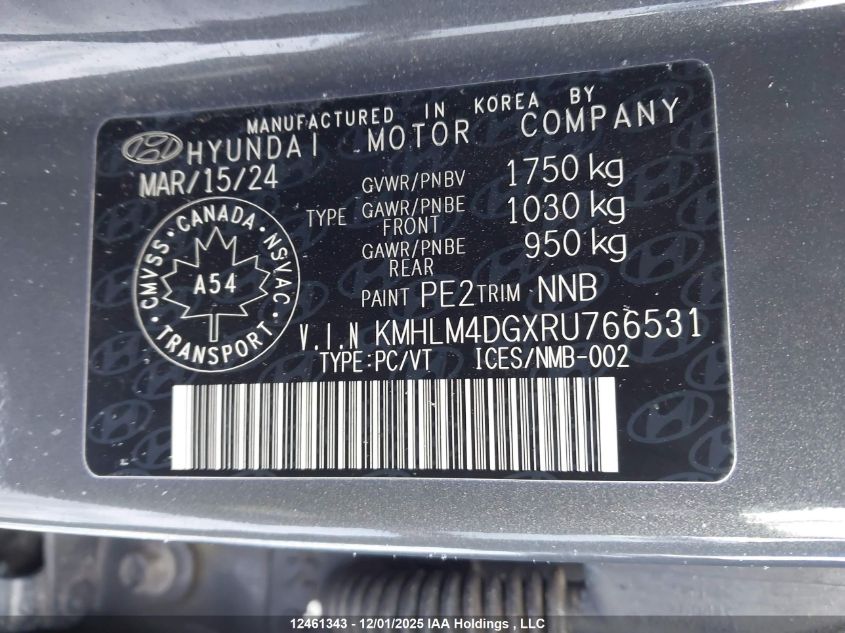 MANUFACTURED IN KOREA BY
HYUNDAI MOTOR COMPANY
MAR/15/24
GVWR/PNBV 1750 kg
TYPE GAWR/PNBE FRONT 1030 kg
GAWR/PNBE REAR 950 kg
PAINT PE2 TRIM NNB
CMVSS · CANADA · NSVAC · TRANSPORT ·
A54
V.I.N KMHLM4DGXRU766531
TYPE:PC/VT ICES/NMB-002
12461343 - 12/01/2025 IAA Holdings , LLC